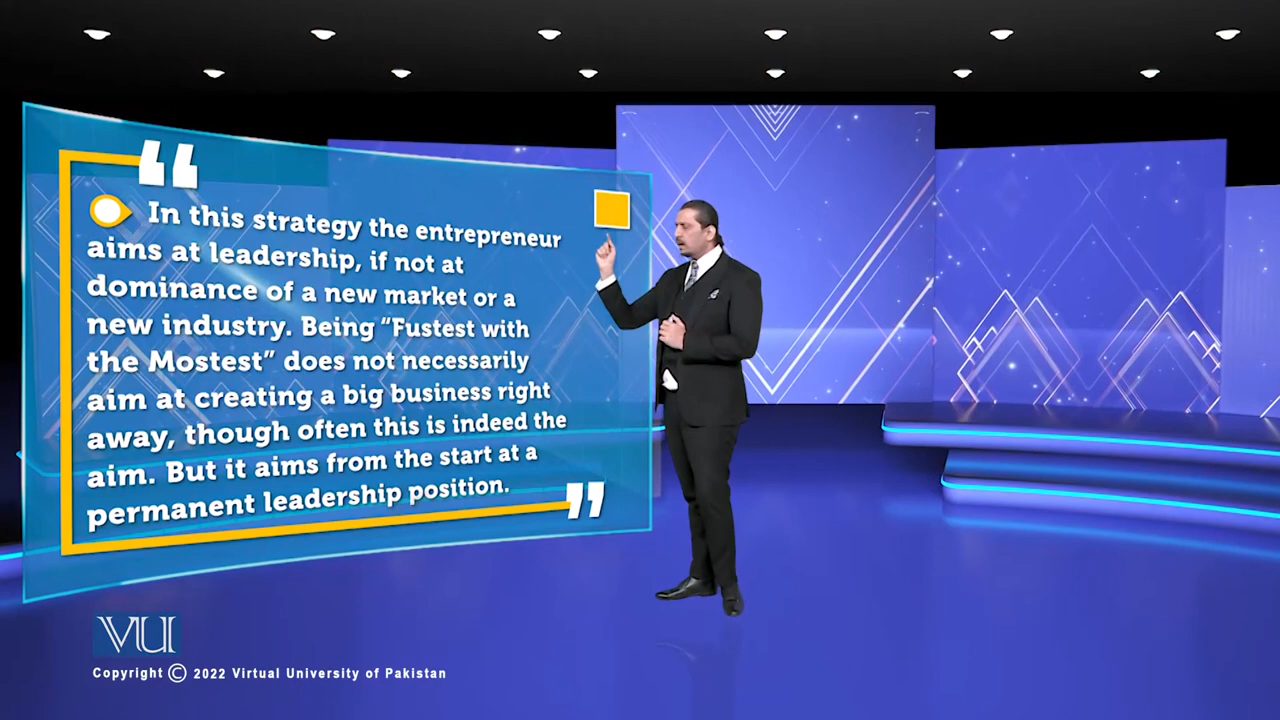 “
In this strategy the entrepreneur
aims at leadership, if not at
dominance of a new market or a
new industry. Being “Fustest with
the Mostest” does not necessarily
aim at creating a big business right
away, though often this is indeed the
aim. But it aims from the start at a
permanent leadership position.
”
VU
Copyright © 2022 Virtual University of Pakistan